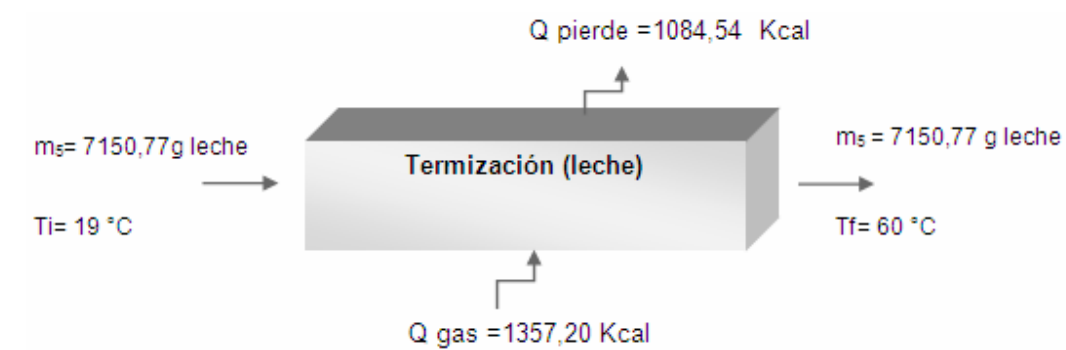 Q pierde =1084,54 Kcal
m₅= 7150,77g leche
Ti= 19 °C
Termización (leche)
m₅ = 7150,77 g leche
Tf= 60 °C
Q gas =1357,20 Kcal